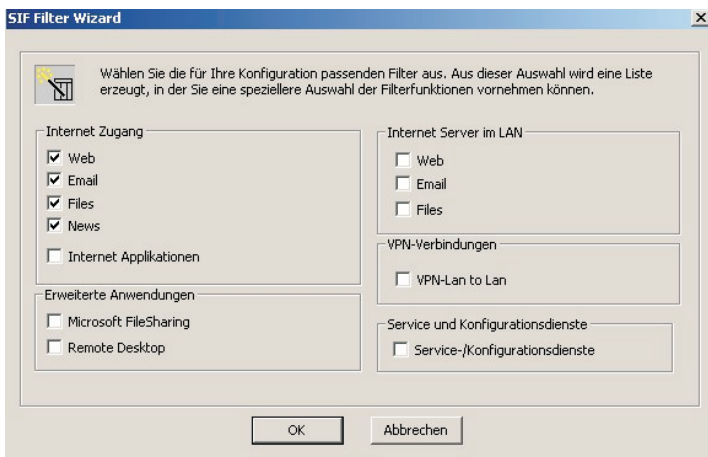 SIF Filter Wizard
Wählen Sie die für Ihre Konfiguration passenden Filter aus. Aus dieser Auswahl wird eine Liste
erzeugt, in der Sie eine speziellere Auswahl der Filterfunktionen vornehmen können.
Internet Zugang
Web
Email
Files
News
Internet Applikationen
Erweiterte Anwendungen
Microsoft FileSharing
Remote Desktop
Internet Server im LAN
Web
Email
Files
VPN-Verbindungen
VPN-Lan to Lan
Service und Konfigurationsdienste
Service-/Konfigurationsdienste
OK
Abbrechen